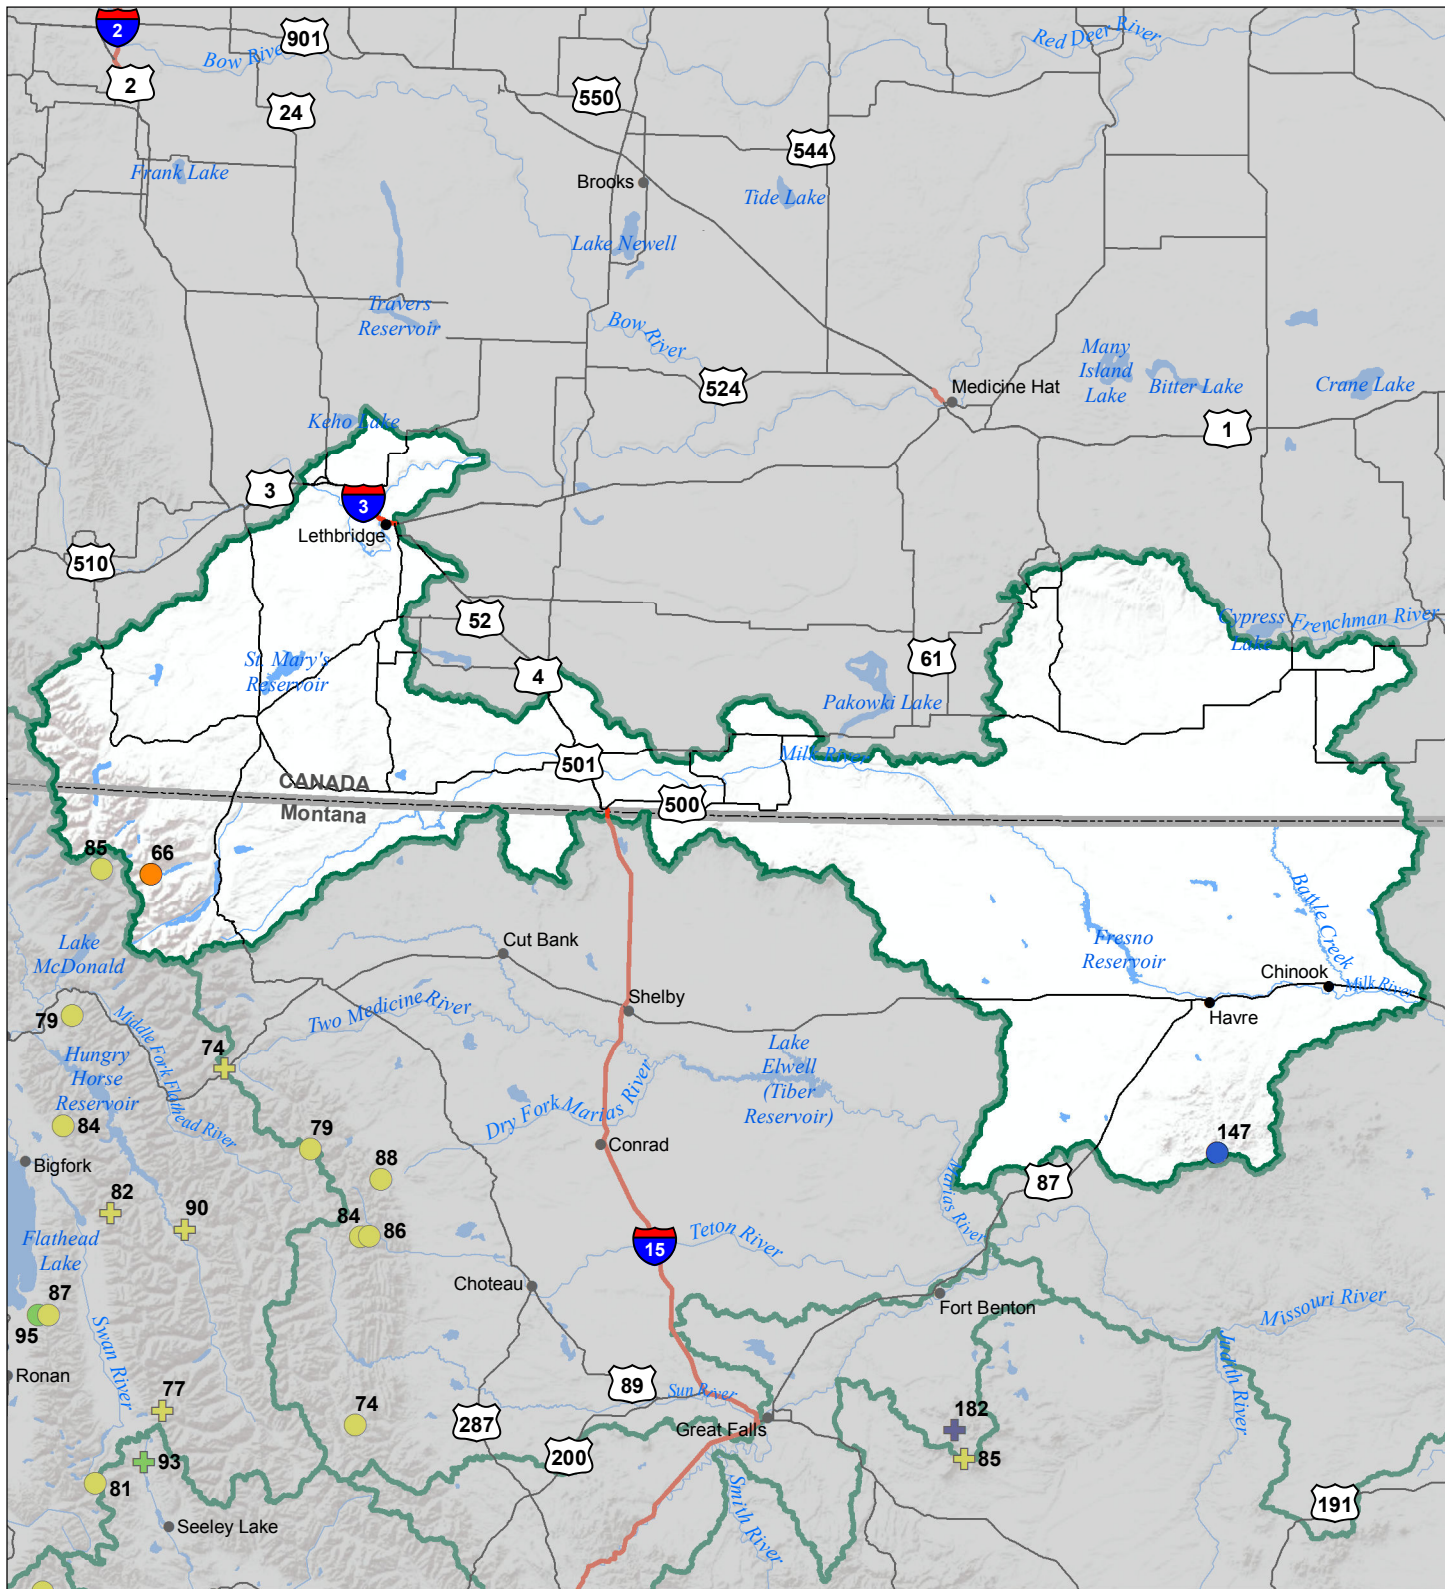 2
901
Bow River
Red Deer River
2
24
550
544
Frank Lake
Brooks
Tide Lake
Lake Newell
Travers
Reservoir
Bow River
524
Many
Island
Lake
Medicine Hat
Bitter Lake
Crane Lake
Keho Lake
1
3
3
Lethbridge
510
52
Cypress
Lake
Frenchman River
61
4
St. Mary's
Reservoir
Pakowki Lake
Milk River
501
CANADA
500
Montana
85
66
Battle Creek
Lake
McDonald
Cut Bank
Fresno
Reservoir
Chinook
Milk River
Shelby
Havre
79
Middle Fork Flathead River
Two Medicine River
74
Hungry
Horse
Reservoir
Lake
Elwell
(Tiber
Reservoir)
Dry Fork Marias River
84
79
Conrad
147
Bigfork
88
87
Marias River
82
90
84
86
Flathead
Lake
15
Teton River
Choteau
Fort Benton
87
95
Swan River
Missouri River
Judith River
Ronan
89
Sun River
77
74
287
Great Falls
182
200
85
93
81
Smith River
191
Seeley Lake